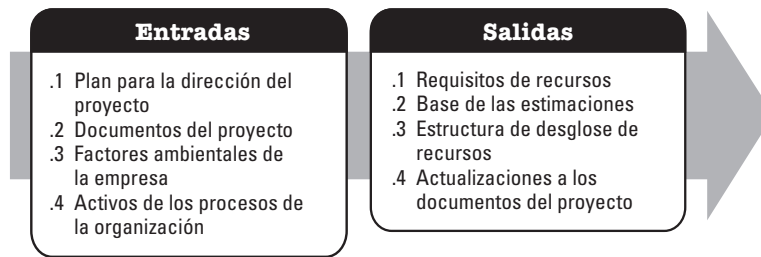 Entradas
.1 Plan para la dirección del
proyecto
.2 Documentos del proyecto
.3 Factores ambientales de
la empresa
.4 Activos de los procesos de
la organización
Salidas
.1 Requisitos de recursos
.2 Base de las estimaciones
.3 Estructura de desglose de
recursos
.4 Actualizaciones a los
documentos del proyecto